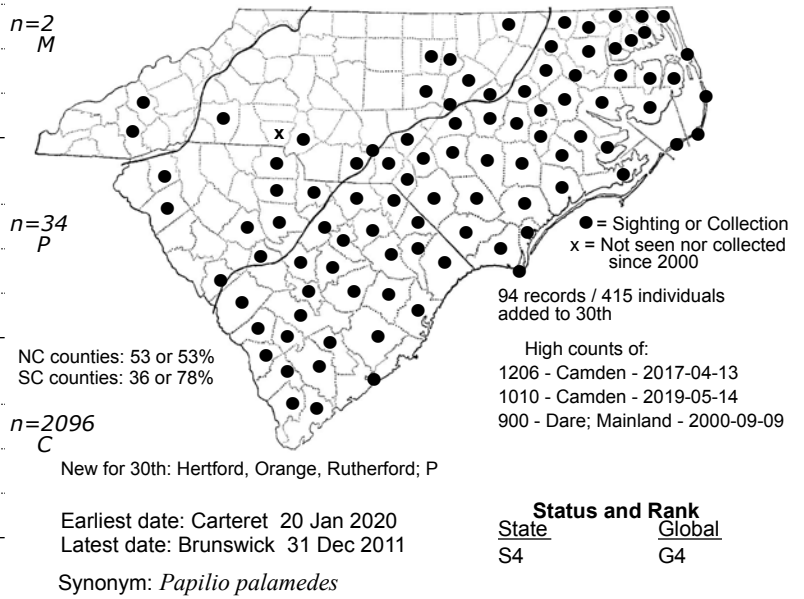 n=2
M
x
n=34
P
● = Sighting or Collection
x = Not seen nor collected
since 2000
94 records / 415 individuals
added to 30th
NC counties: 53 or 53%
SC counties: 36 or 78%
High counts of:
1206 - Camden - 2017-04-13
1010 - Camden - 2019-05-14
900 - Dare; Mainland - 2000-09-09
n=2096
C
New for 30th: Hertford, Orange, Rutherford; P
Earliest date: Carteret 20 Jan 2020
Latest date: Brunswick 31 Dec 2011
Synonym: Papilio palamedes
Status and Rank
State Global
S4 G4